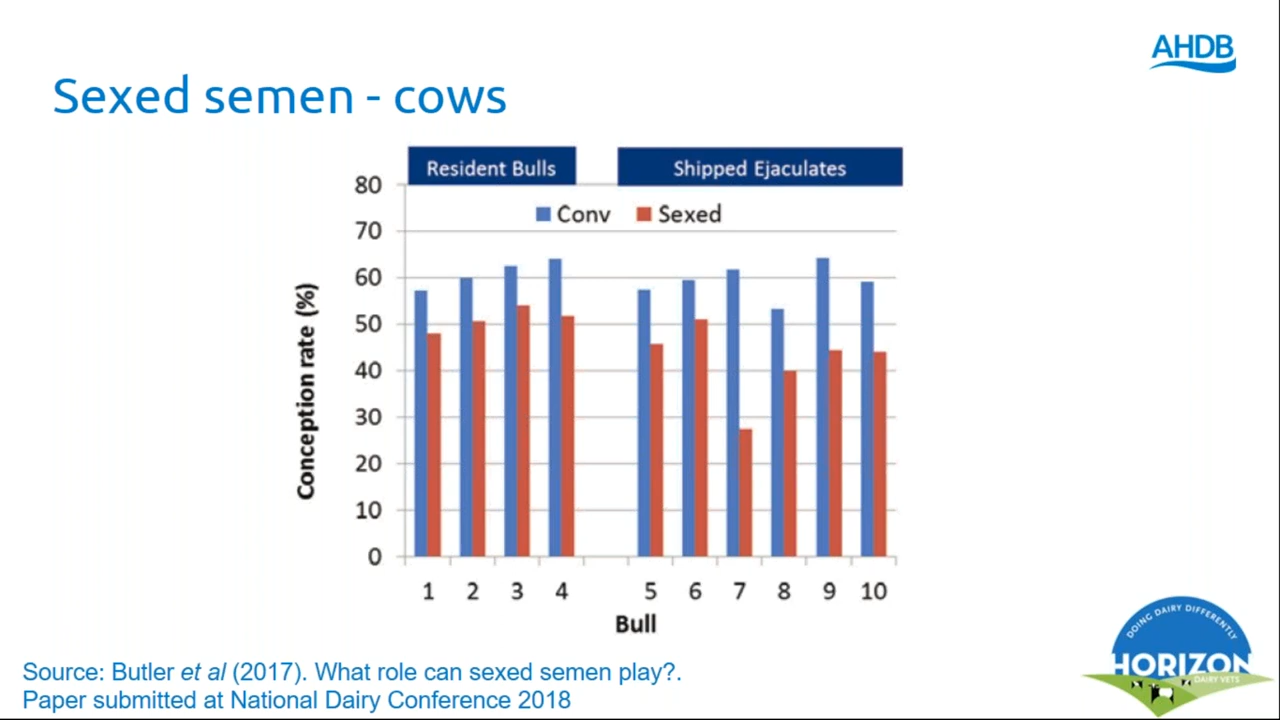 AHDB
Sexed semen - cows
Resident Bulls
Shipped Ejaculates
Conv
Sexed
80
70
60
50
40
30
20
10
0
Conception rate (%)
1 2 3 4 5 6 7 8 9 10
Bull
Source: Butler et al (2017). What role can sexed semen play?.
Paper submitted at National Dairy Conference 2018
DOING DAIRY DIFFERENTLY
HORIZON
DAIRY VETS